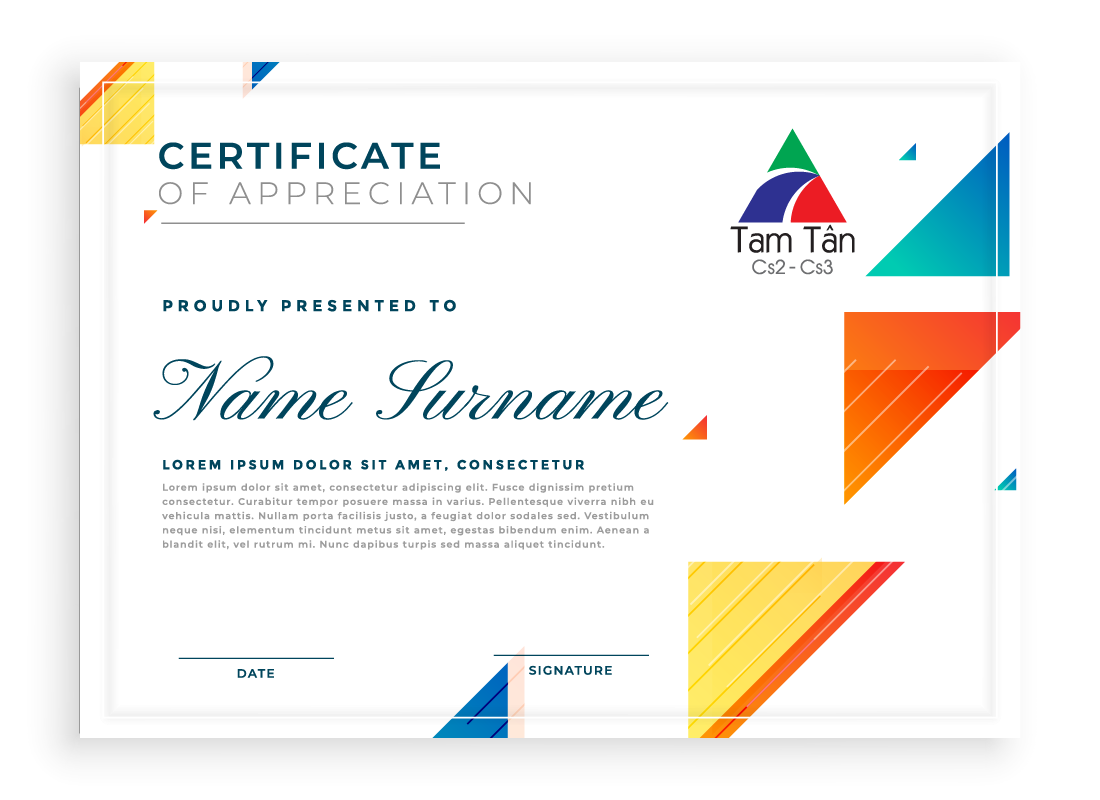 CERTIFICATE
OF APPRECIATION
Tam Tân
Cs2 - Cs3
PROUDLY PRESENTED TO
Name Surname
LOREM IPSUM DOLOR SIT AMET, CONSECTETUR
Lorem ipsum dolor sit amet, consectetur adipiscing elit. Fusce dignissim pretium
consectetur. Curabitur tempor posuere massa in varius. Pellentesque viverra nibh eu
vehicula mattis. Nullam porta facilisis justo, a feugiat dolor sodales sed. Vestibulum
neque nisi, elementum tincidunt metus sit amet, egestas bibendum enim. Aenean a
blandit elit, vel rutrum mi. Nunc dapibus turpis sed massa aliquet tincidunt.
DATE
SIGNATURE